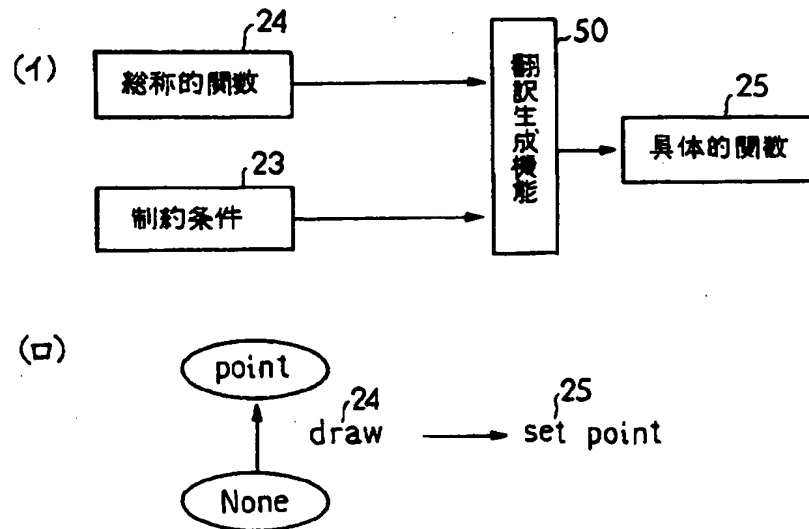 24
50
(イ)
総称的関数
翻訳生成機能
25
具体的関数
23
制約条件
(ロ)
point
24
draw
25
set point
None